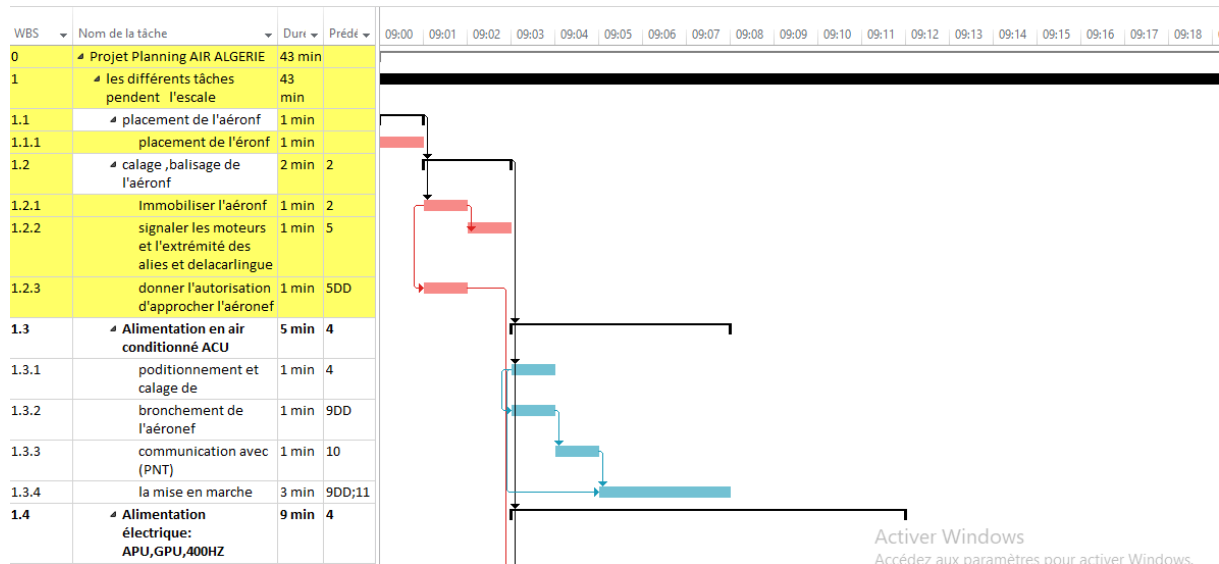 WBS Nom de la tâche Duré Prédé 09:00 09:01 09:02 09:03 09:04 09:05 09:06 09:07 09:08 09:09 09:10 09:11 09:12 09:13 09:14 09:15 09:16 09:17 09:18
0 Projet Planning AIR ALGERIE 43 min
1 les différents tâches 43
pendent l'escale min
1.1 placement de l'aéronf 1 min
1.1.1 placement de l'éronf 1 min
1.2 calage ,balisage de 2 min 2
l'aéronf
1.2.1 Immobiliser l'aéronf 1 min 2
1.2.2 signaler les moteurs 1 min 5
et l'extrémité des
alies et delacarlingue
1.2.3 donner l'autorisation 1 min 5DD
d'approcher l'aéronef
1.3 Alimentation en air 5 min 4
conditionné ACU
1.3.1 poditionnement et 1 min 4
calage de
1.3.2 bronchement de 1 min 9DD
l'aéronef
1.3.3 communication avec 1 min 10
(PNT)
1.3.4 la mise en marche 3 min 9DD;11
1.4 Alimentation 9 min 4
électrique:
APU,GPU,400HZ
Activer Windows
Accédez aux paramètres pour activer Windows.